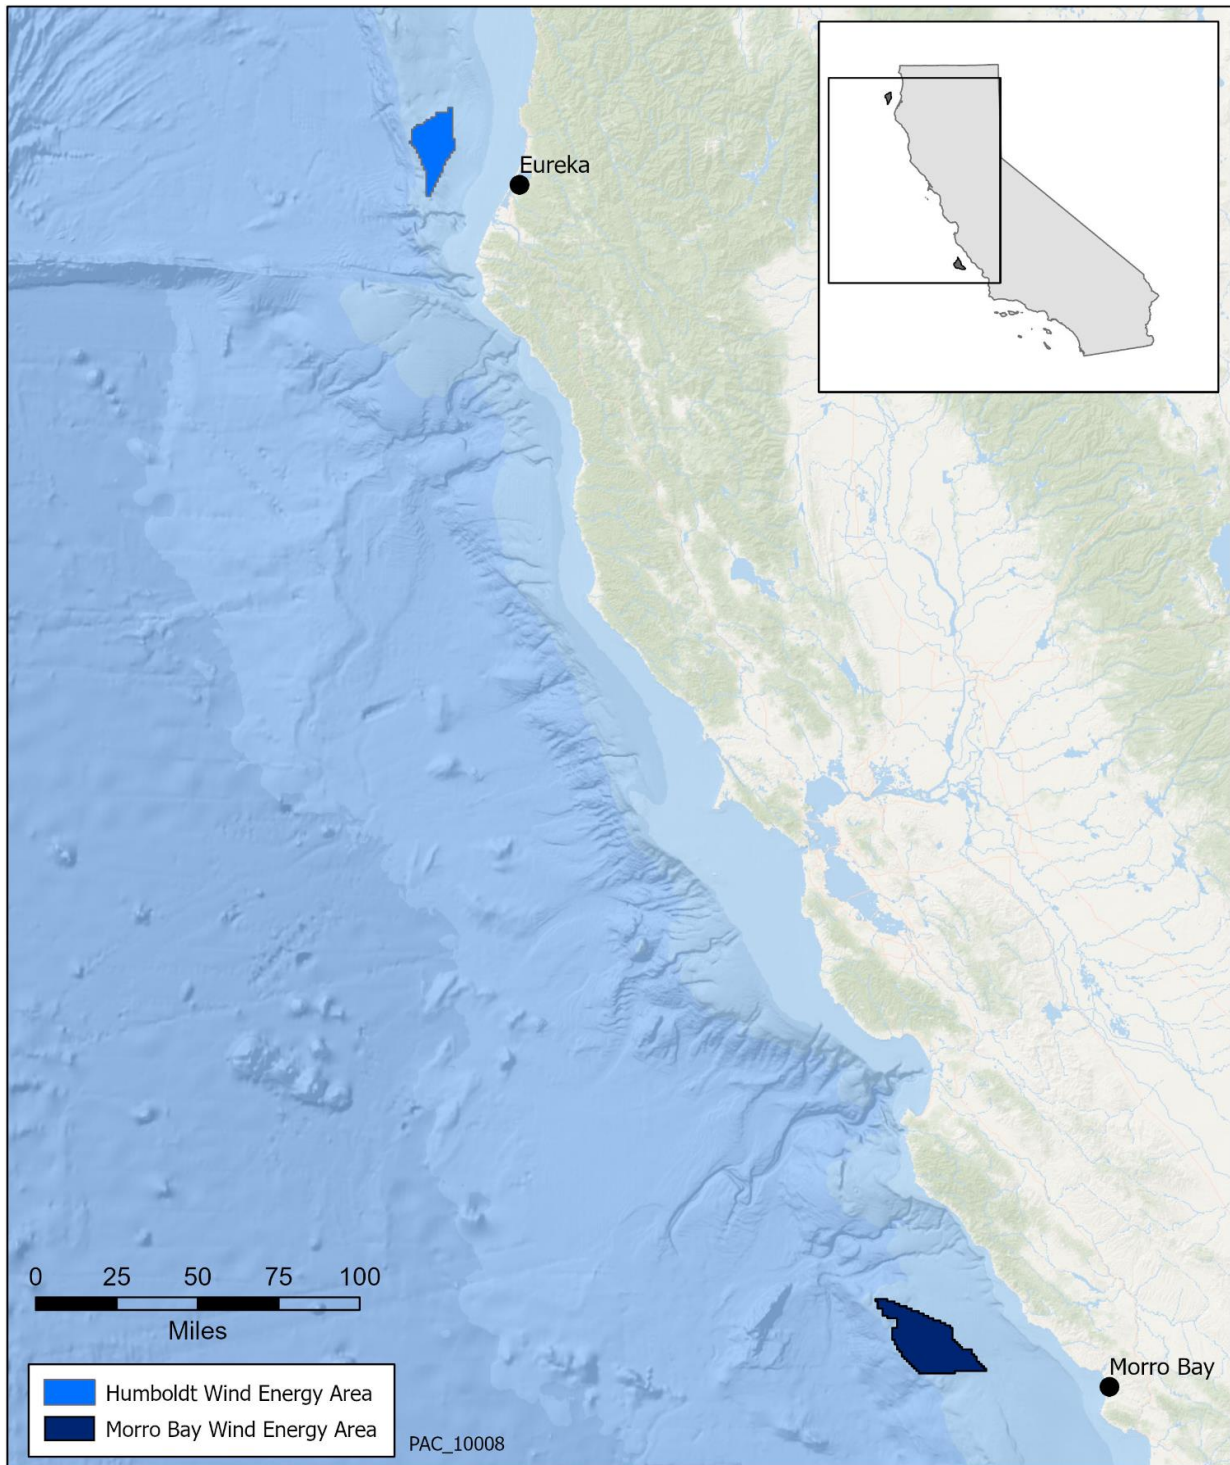 Eureka
0 25 50 75 100
Miles
Morro Bay
Humboldt Wind Energy Area
Morro Bay Wind Energy Area
PAC_10008